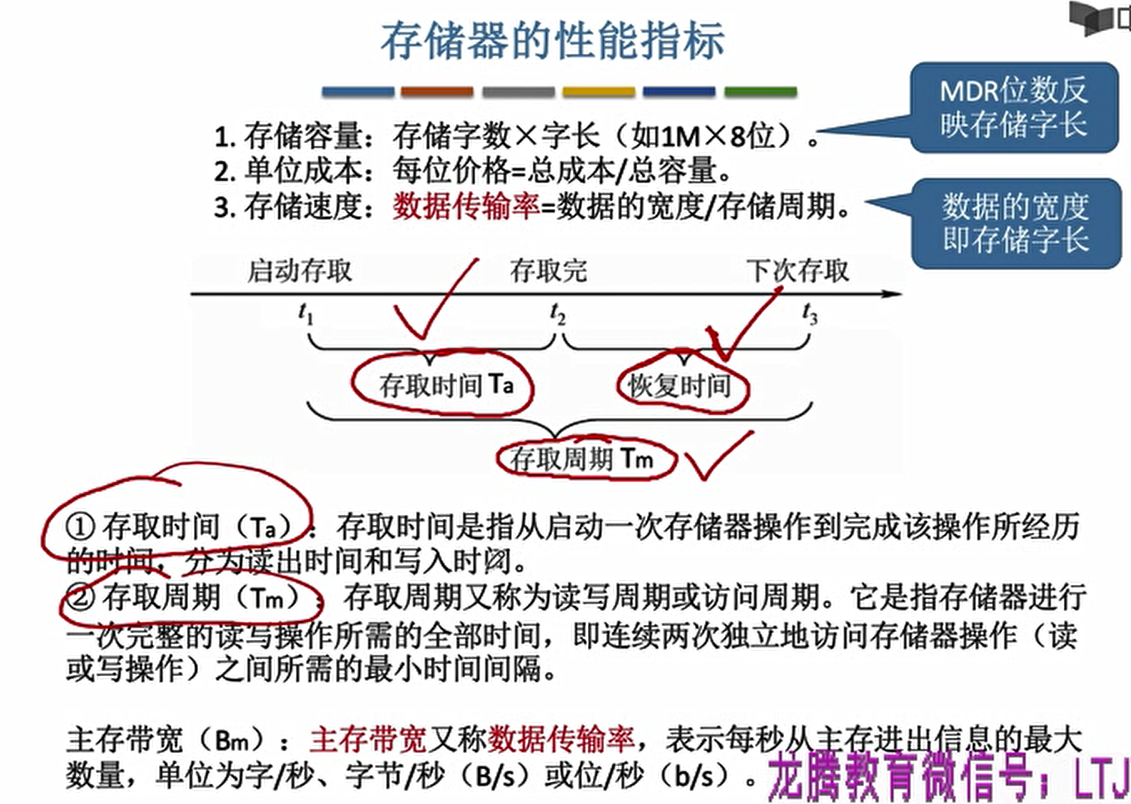 存储器的性能指标
MDR位数反
映存储字长
1. 存储容量：存储字数×字长（如1M×8位）。
2. 单位成本：每位价格=总成本/总容量。
3. 存储速度：数据传输率=数据的宽度/存储周期。
数据的宽度
即存储字长
启动存取 存取完 下次存取
t1 t2 t3
存取时间 Ta 恢复时间
存取周期 Tm
① 存取时间（Ta）：存取时间是指从启动一次存储器操作到完成该操作所经历
的时间，分为读出时间和写入时间。
② 存取周期（Tm）：存取周期又称为读写周期或访问周期。它是指存储器进行
一次完整的读写操作所需的全部时间，即连续两次独立地访问存储器操作（读
或写操作）之间所需的最小时间间隔。
主存带宽（Bm）：主存带宽又称数据传输率，表示每秒从主存进出信息的最大
数量，单位为字/秒、字节/秒（B/s）或位/秒（b/s）。
龙腾教育微信号；LTJ